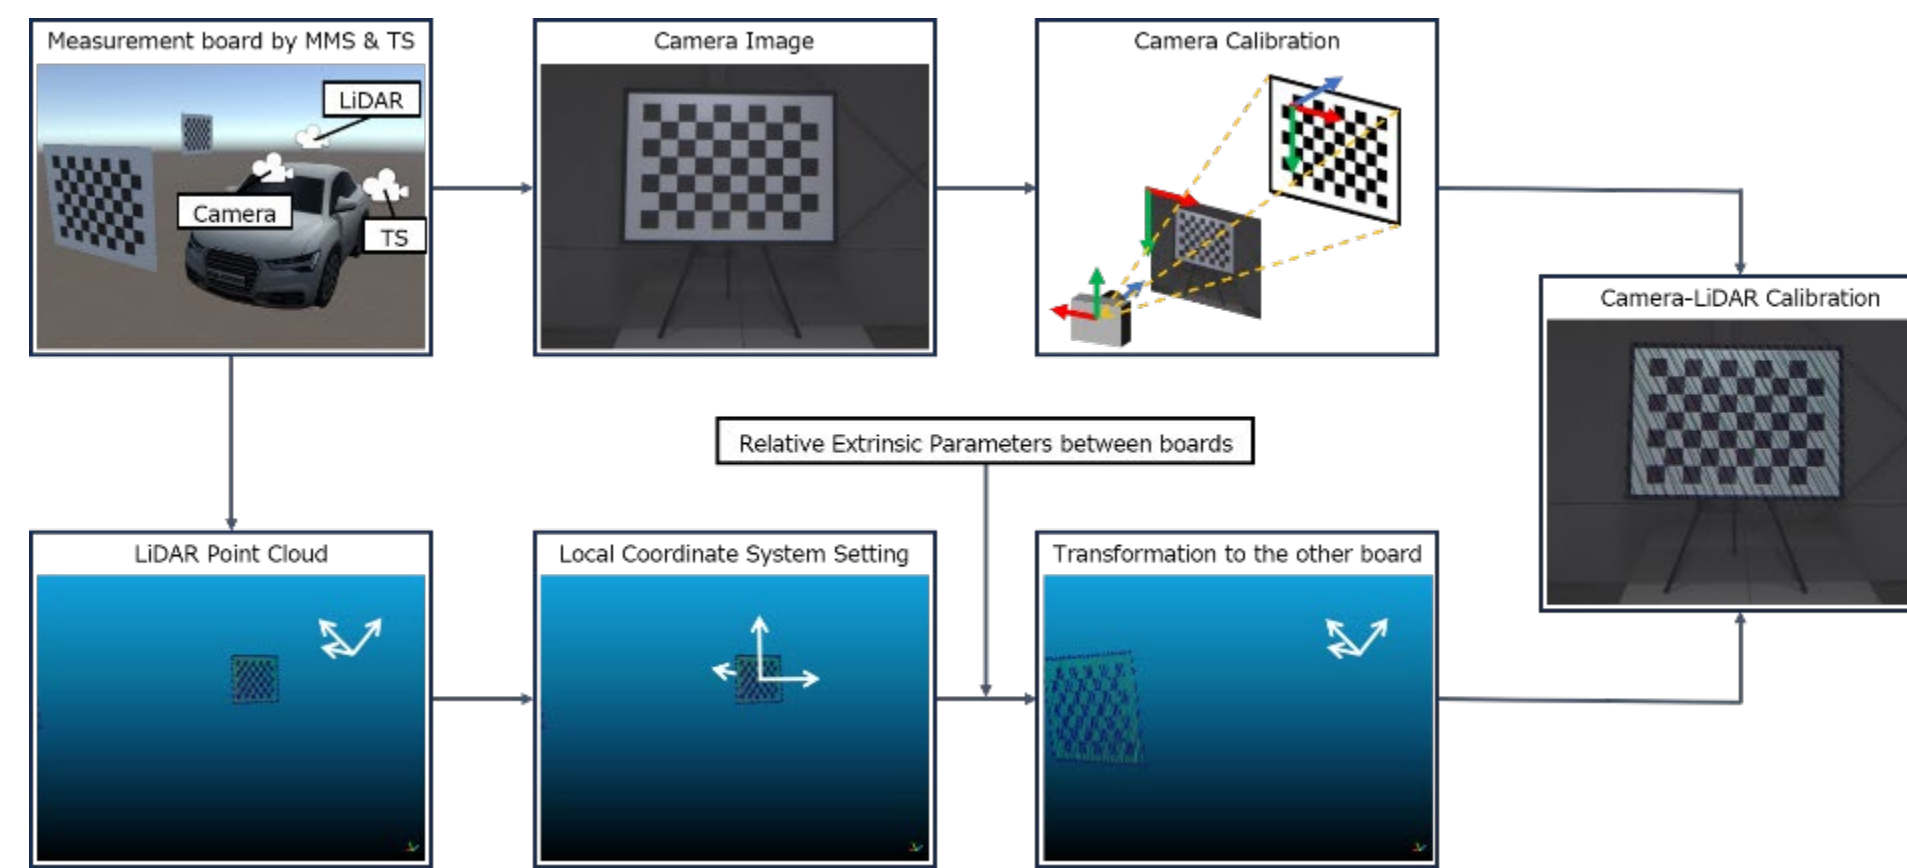 Measurement board by MMS & TS
LiDAR
Camera
TS
Camera Image
Camera Calibration
Camera-LiDAR Calibration
Relative Extrinsic Parameters between boards
LiDAR Point Cloud
Local Coordinate System Setting
Transformation to the other board